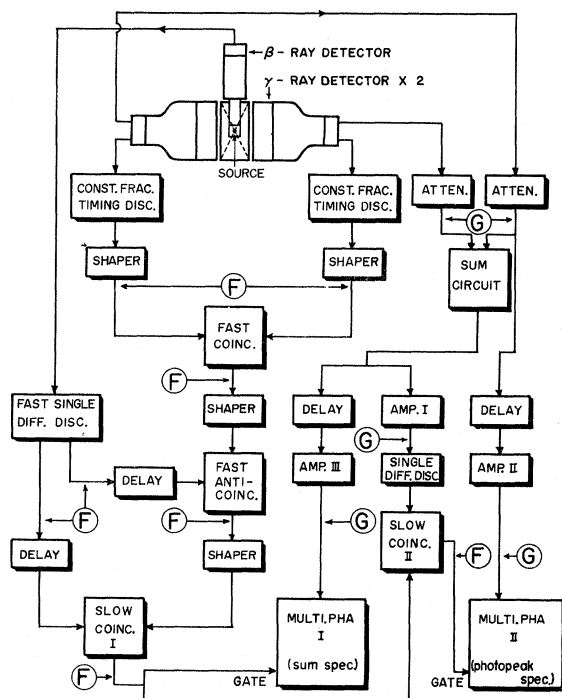 β-RAY DETECTOR
γ-RAY DETECTOR X 2
SOURCE
CONST. FRAC.
TIMING DISC.
CONST. FRAC.
TIMING DISC.
ATTEN.
ATTEN.
G
SHAPER
SHAPER
SUM
CIRCUIT
F
FAST
COINC.
F
FAST SINGLE
DIFF. DISC.
SHAPER
DELAY
AMP. I
DELAY
G
DELAY
FAST
ANTI-
COINC.
AMP. III
SINGLE
DIFF. DISC
AMP. II
F
F
G
DELAY
SHAPER
SLOW
COINC.
II
F
G
SLOW
COINC.
I
MULTI. PHA
I
(sum spec.)
MULTI. PHA
II
(photopeak
spec.)
F
GATE
GATE